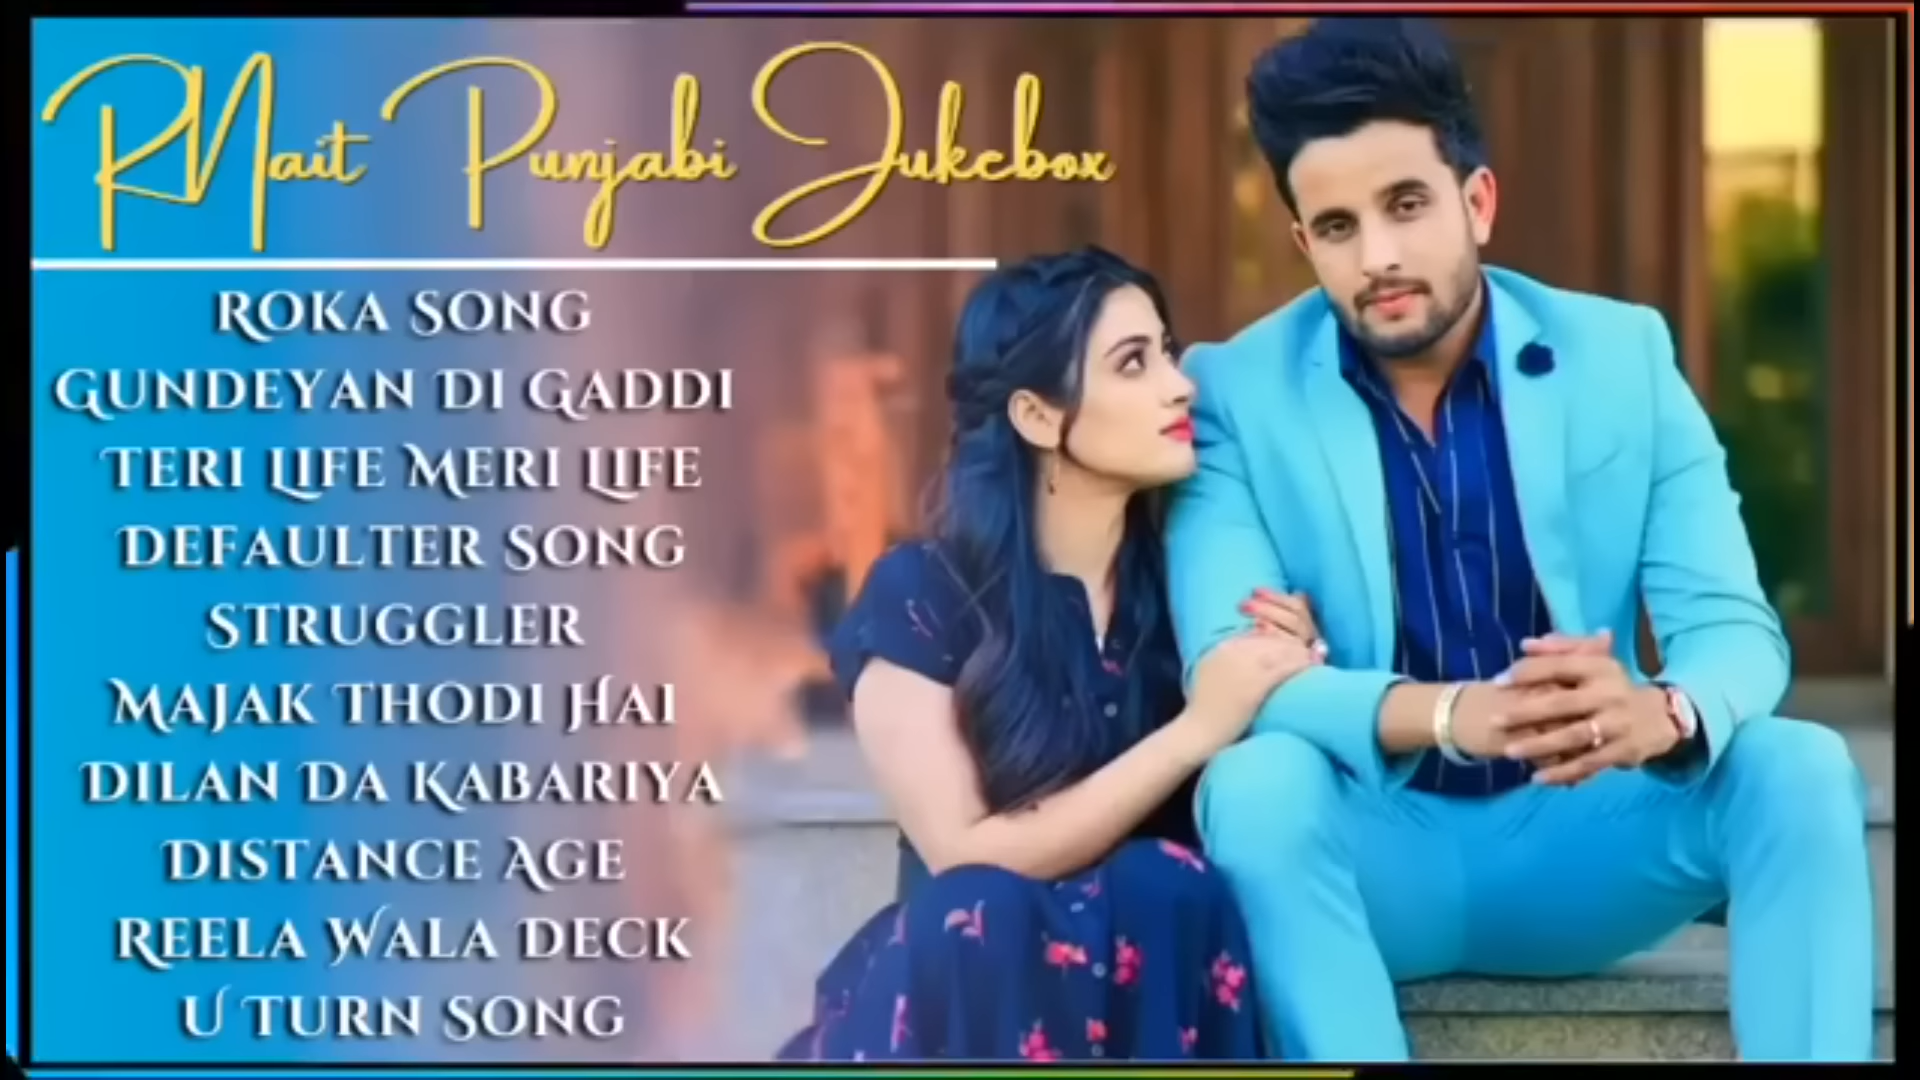 RNait Punjabi Jukebox
Roka Song
Gundeyan Di Gaddi
Teri Life Meri Life
Defaulter Song
Struggler
Majak Thodi Hai
Dilan Da Kabariya
Distance Age
Reela Wala Deck
U Turn Song